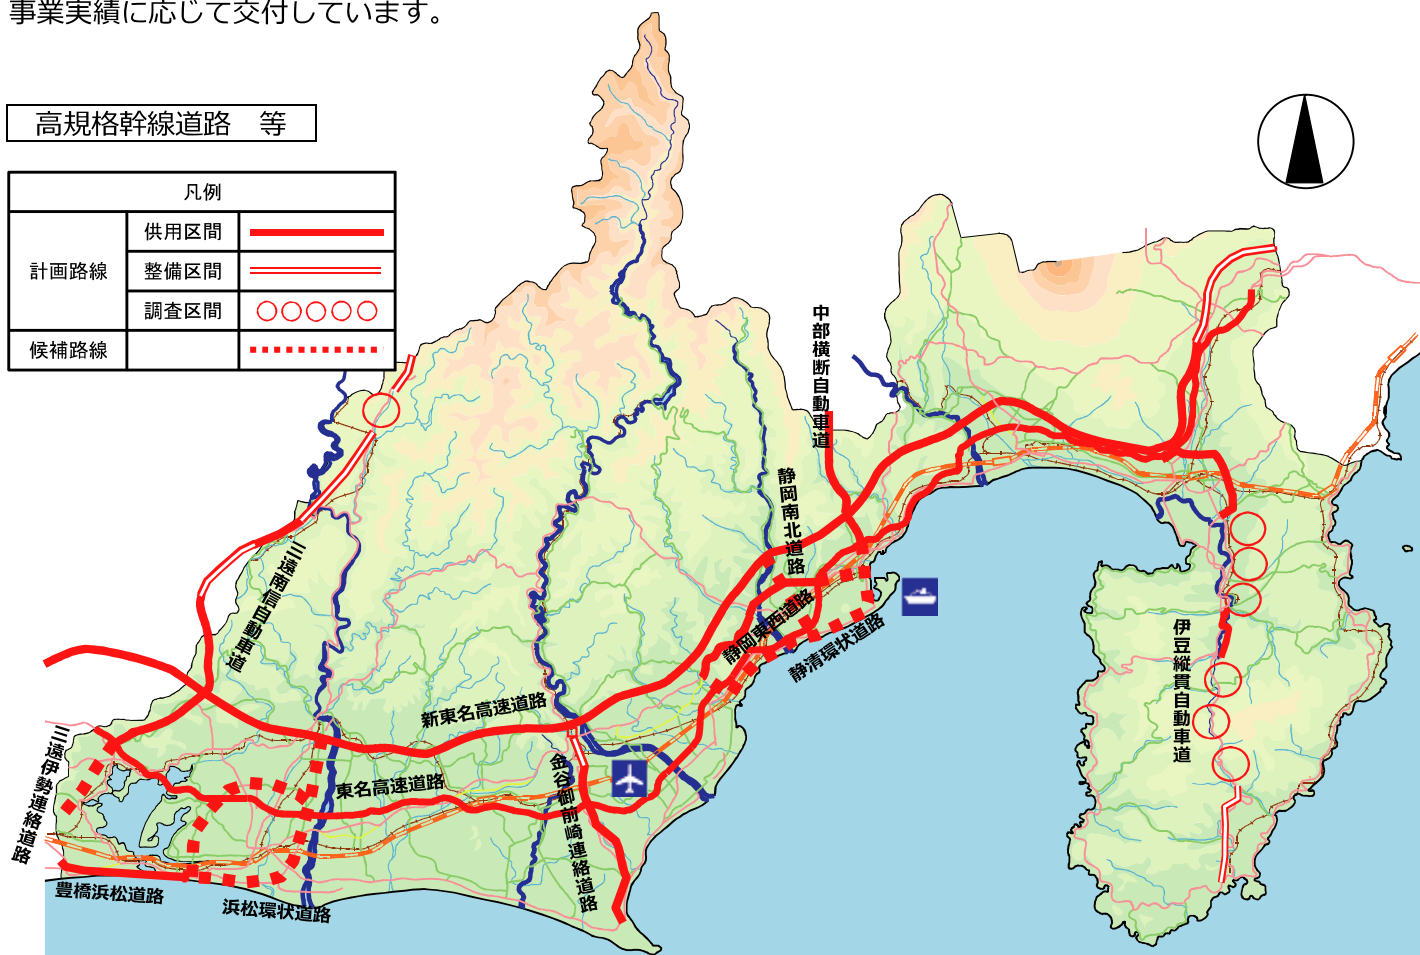 事業実績に応じて交付しています。
高規格幹線道路　等
凡例
計画路線
供用区間
整備区間
調査区間
候補路線
中部横断自動車道
静岡南北道路
三遠南信自動車道
静岡東西道路
静清環状道路
伊豆縦貫自動車道
新東名高速道路
三遠伊勢連絡道路
東名高速道路
金谷御前崎連絡道路
豊橋浜松道路
浜松環状道路